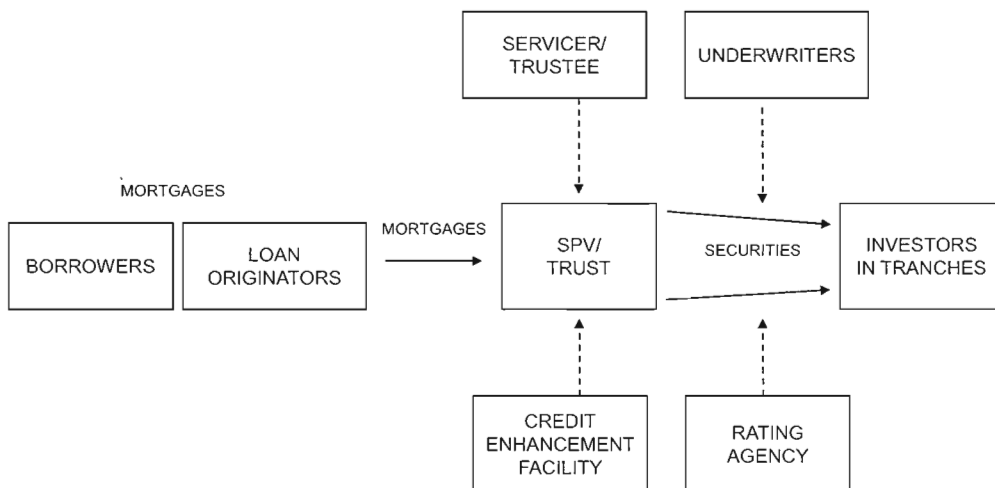 SERVICER/
TRUSTEE
UNDERWRITERS
MORTGAGES
BORROWERS
LOAN
ORIGINATORS
MORTGAGES
SPV/
TRUST
SECURITIES
INVESTORS
IN TRANCHES
CREDIT
ENHANCEMENT
FACILITY
RATING
AGENCY